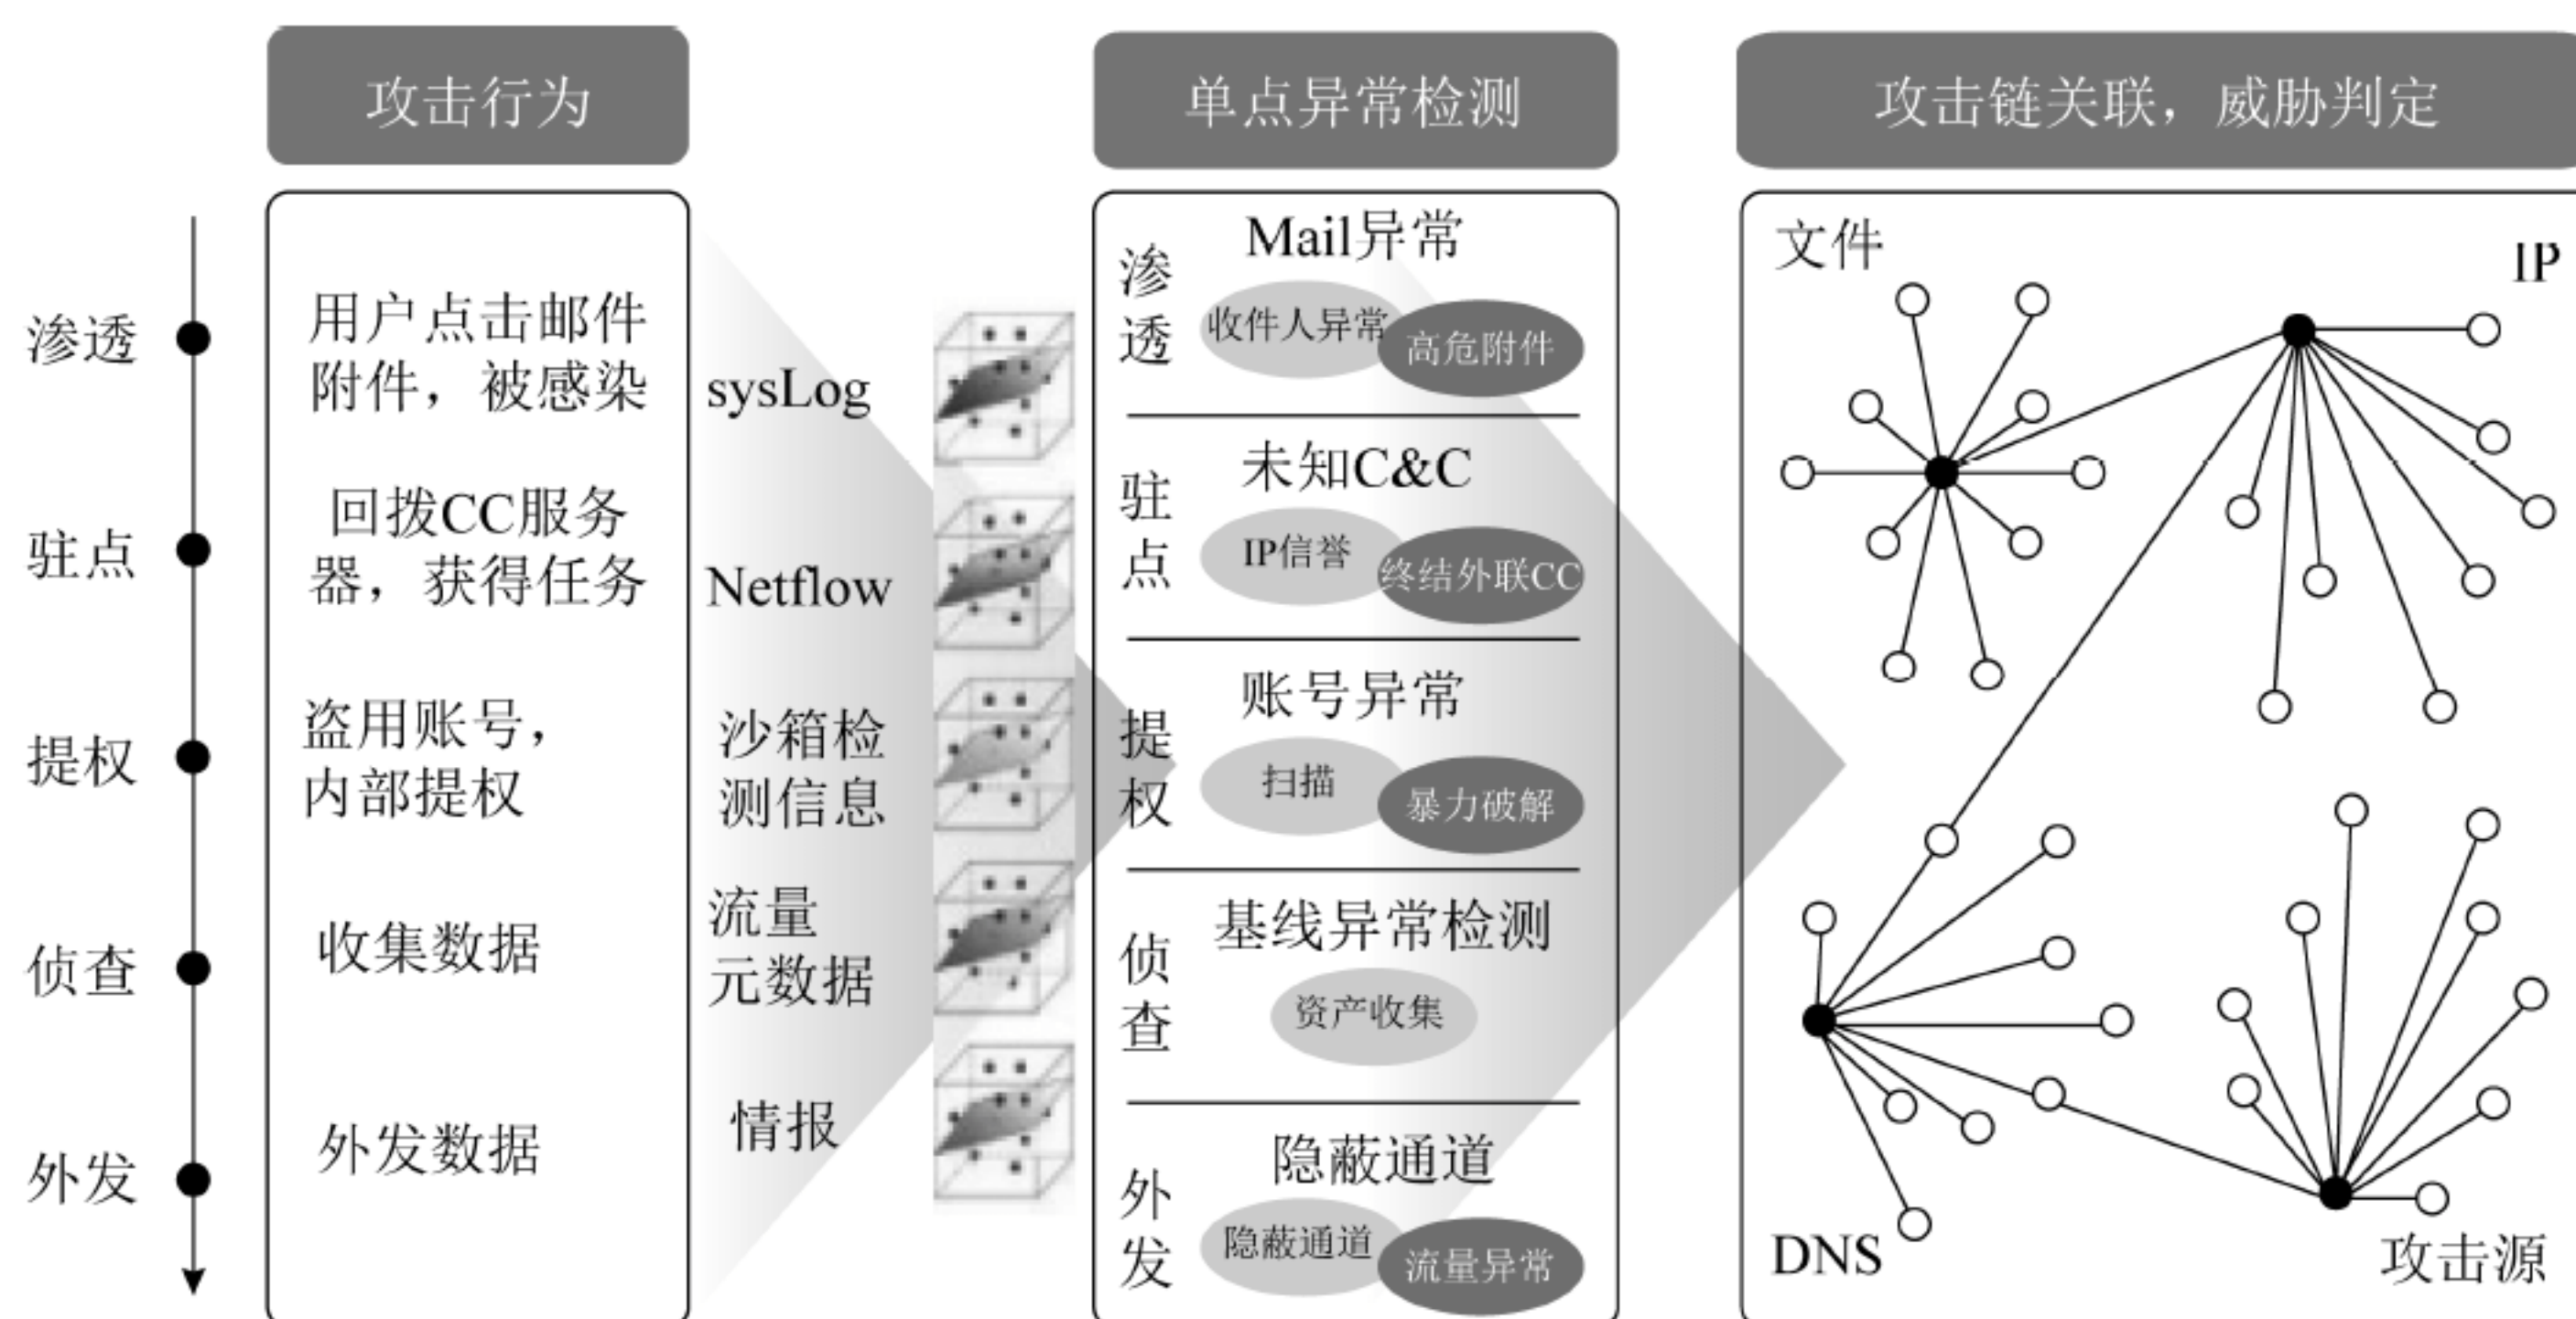 攻击行为
单点异常检测
攻击链关联，威胁判定
渗透
驻点
提权
侦查
外发
用户点击邮件
附件，被感染
回拨CC服务
器，获得任务
盗用账号，
内部提权
收集数据
外发数据
sysLog
Netflow
沙箱检
测信息
流量
元数据
情报
渗透
Mail异常
收件人异常
高危附件
驻点
未知C&C
IP信誉
终结外联CC
提权
账号异常
扫描
暴力破解
侦查
基线异常检测
资产收集
外发
隐蔽通道
隐蔽通道
流量异常
文件
IP
DNS
攻击源